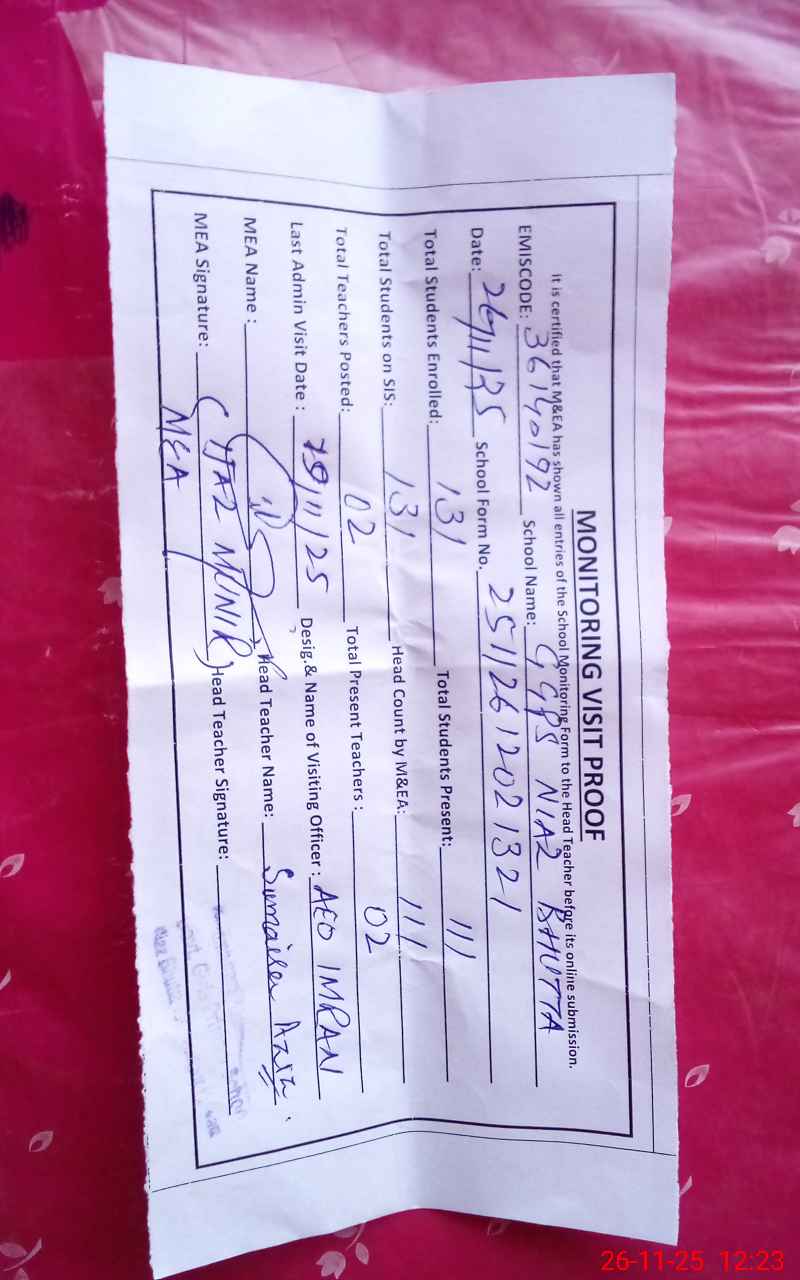 MONITORING VISIT PROOF
It is certified that M&EA has shown all entries of the School Monitoring Form to the Head Teacher before its online submission.
EMISCODE: 36140192 School Name: GGPS NIAZ BHUTTA
Date: 26/11/25 School Form No. 25112612021321
Total Students Enrolled: 131 Total Students Present: 111
Total Students on SIS: 131 Head Count by M&EA: 111
Total Teachers Posted: 02 Total Present Teachers : 02
Last Admin Visit Date : /11/25 Desig.& Name of Visiting Officer : AEO IMRAN
MEA Name : Head Teacher Name: Sumaira Aziz
MEA Signature: (IJAZ MUNIR) Head Teacher Signature:
MEA
26-11-25 12:23